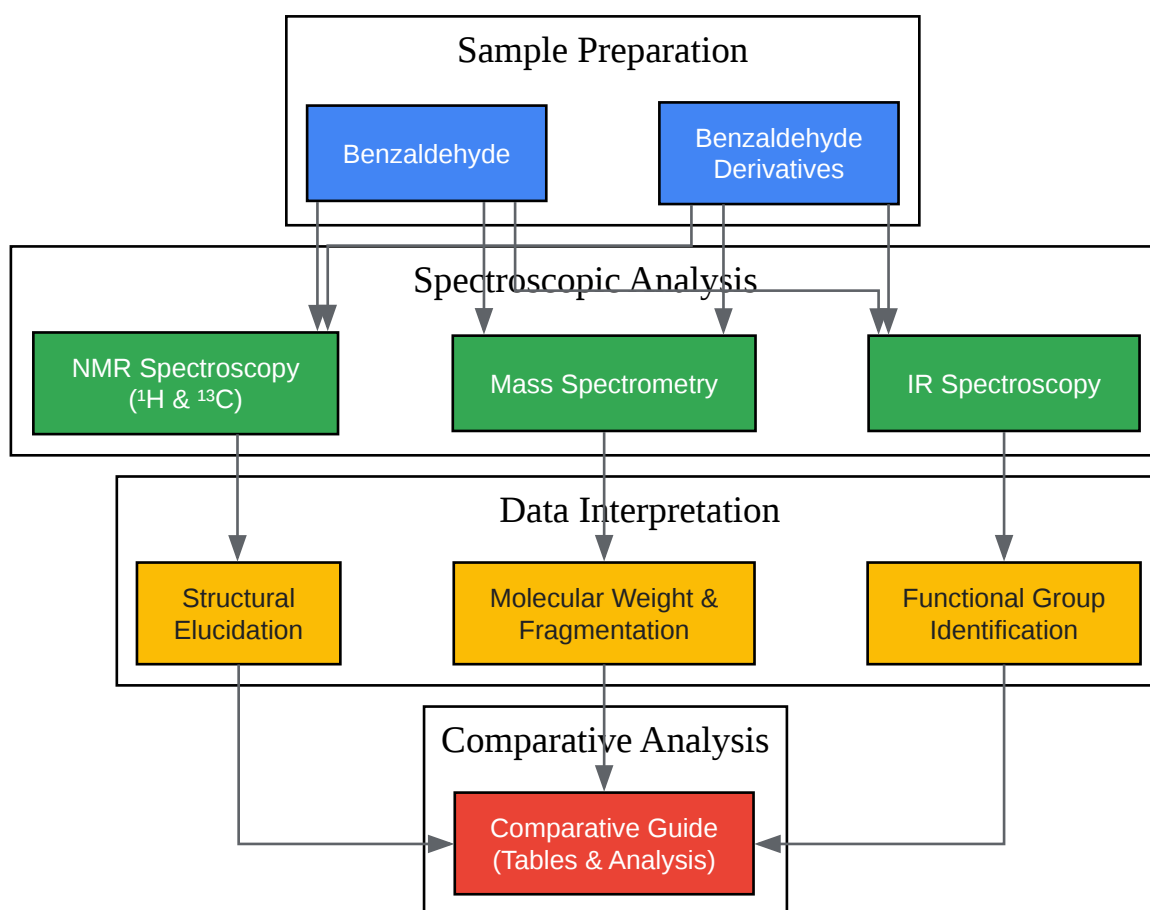 Sample Preparation
Benzaldehyde
Benzaldehyde
Derivatives
Spectroscopic Analysis
NMR Spectroscopy
(¹H & ¹³C)
Mass Spectrometry
IR Spectroscopy
Data Interpretation
Structural
Elucidation
Molecular Weight &
Fragmentation
Functional Group
Identification
Comparative Analysis
Comparative Guide
(Tables & Analysis)